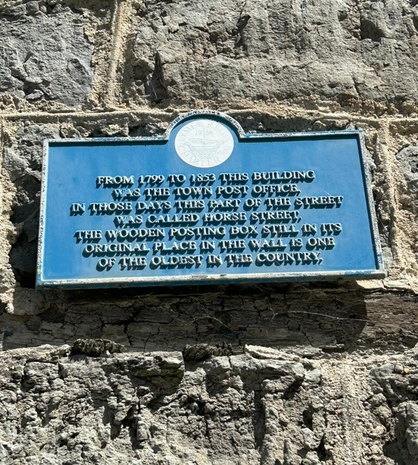 FROM 1799 TO 1853 THIS BUILDING
WAS THE TOWN POST OFFICE.
IN THOSE DAYS THIS PART OF THE STREET
WAS CALLED HORSE STREET.
THE WOODEN POSTING BOX STILL IN ITS
ORIGINAL PLACE IN THE WALL IS ONE
OF THE OLDEST IN THE COUNTRY.